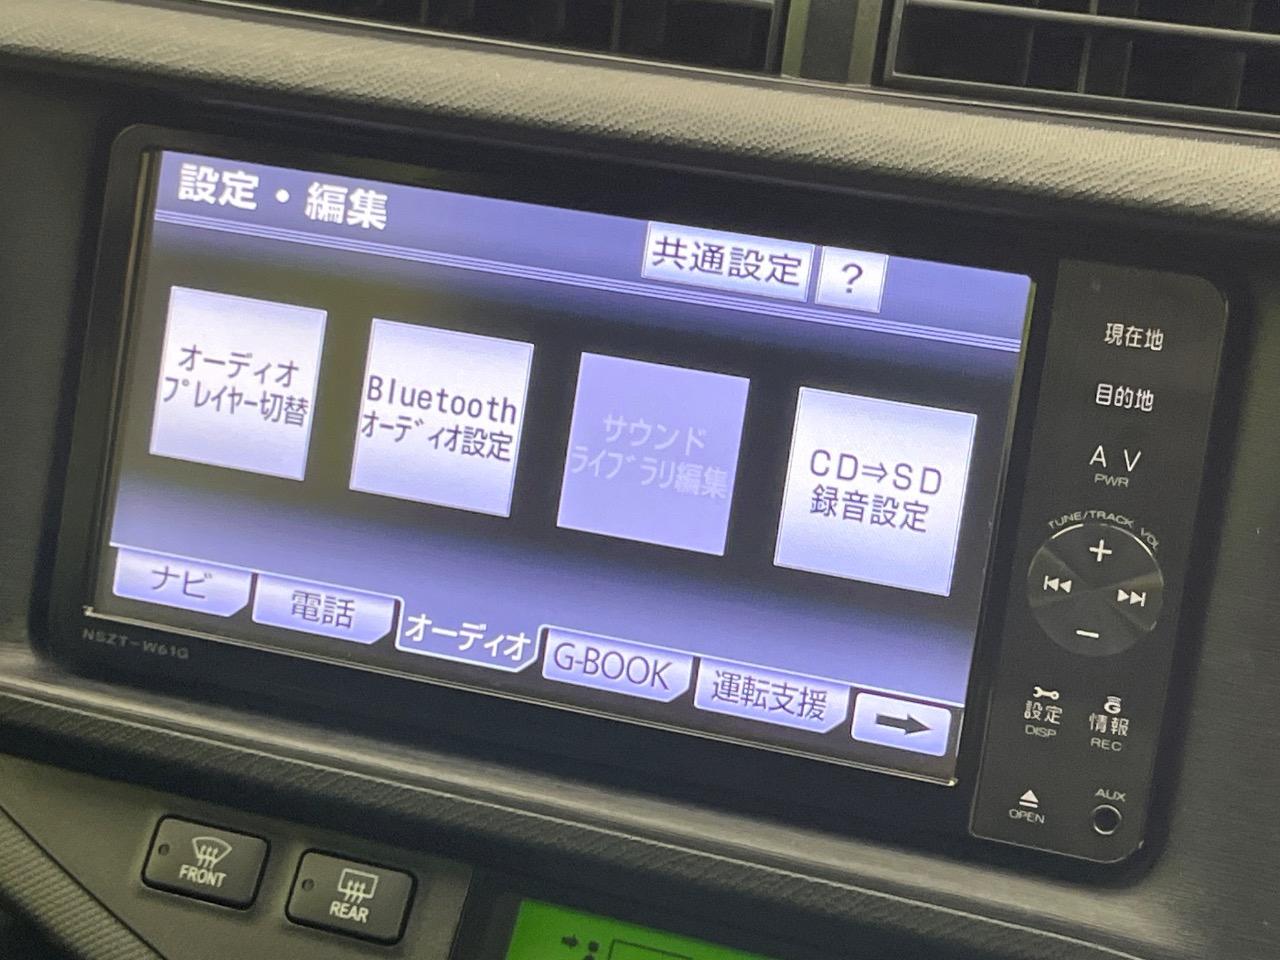 設定・編集
共通設定
?
オーディオ
プレイヤー切替
Bluetooth
オーディオ設定
サウンド
ライブラリ編集
CD⇒SD
録音設定
ナビ
電話
オーディオ
G-BOOK
運転支援
→
NSZT-W61G
現在地
目的地
AV
PWR
TUNE/TRACK VOL
+
−
設定
DISP
G
情報
REC
OPEN
AUX
FRONT
REAR